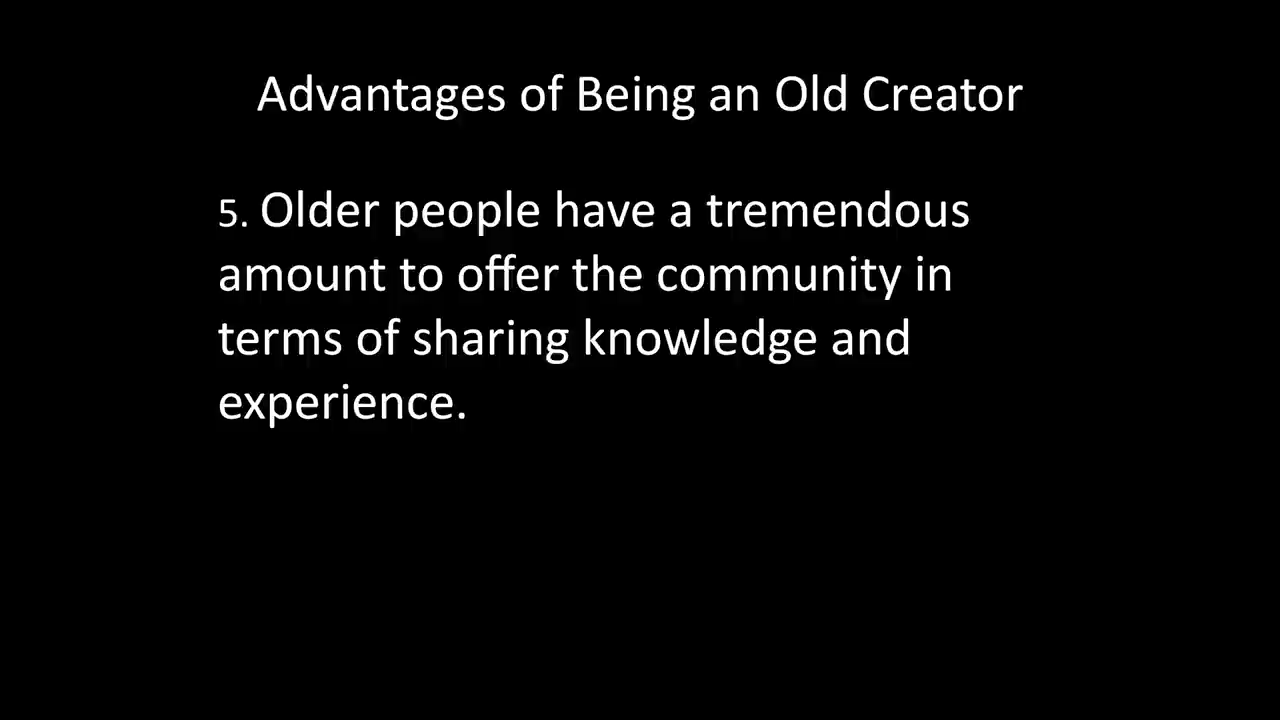 Advantages of Being an Old Creator
5. Older people have a tremendous
amount to offer the community in
terms of sharing knowledge and
experience.